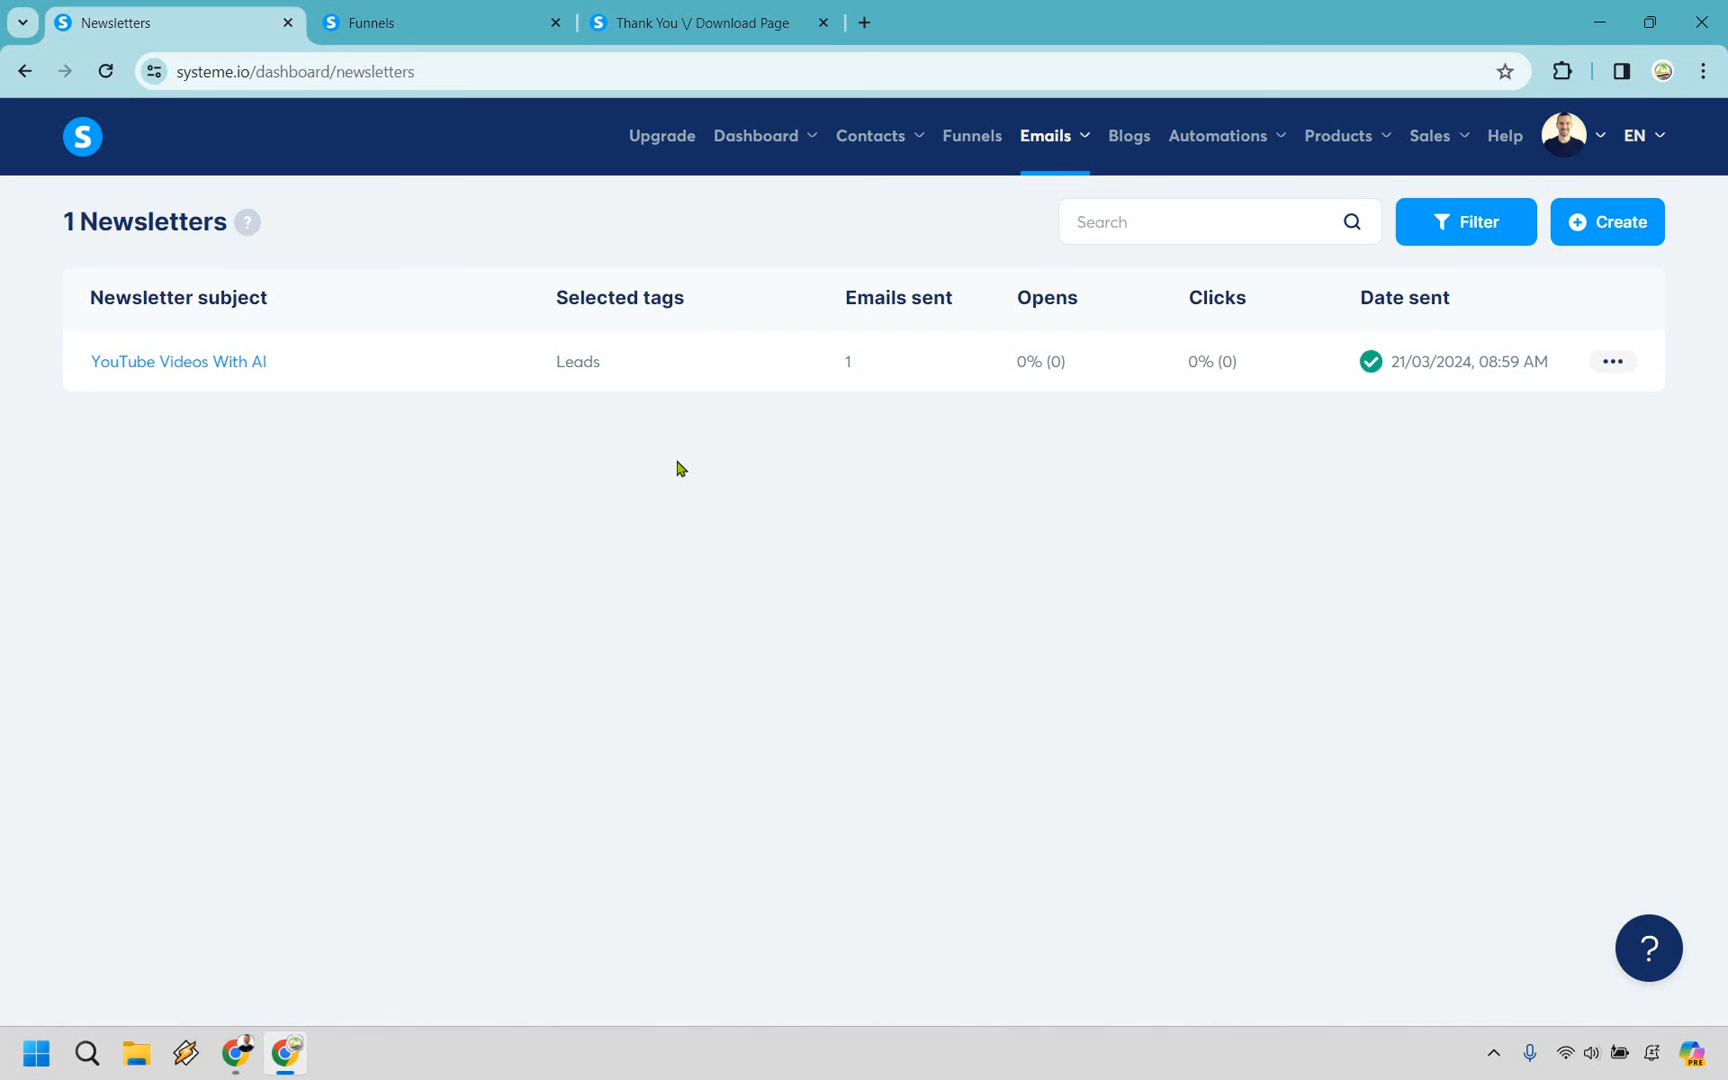 Newsletters
Funnels
Thank You \/ Download Page
systeme.io/dashboard/newsletters
S
Upgrade Dashboard Contacts Funnels Emails Blogs Automations Products Sales Help EN
1 Newsletters ?
Search
Filter
Create
Newsletter subject Selected tags Emails sent Opens Clicks Date sent
YouTube Videos With AI Leads 1 0% (0) 0% (0) 21/03/2024, 08:59 AM
?
PRE